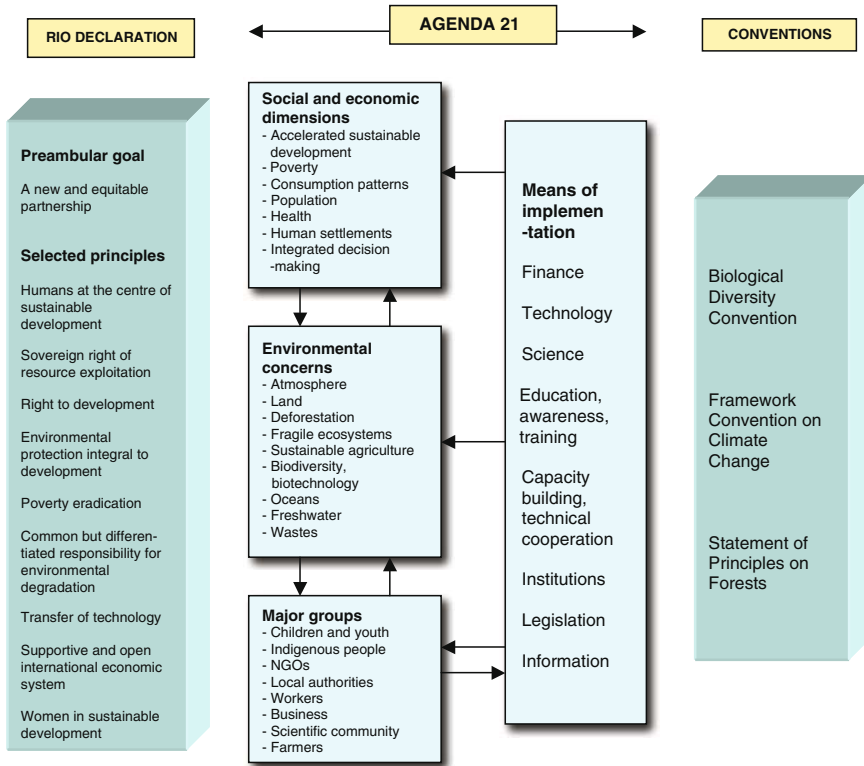 RIO DECLARATION
AGENDA 21
CONVENTIONS
Preambular goal
A new and equitable
partnership
Selected principles
Humans at the centre of
sustainable
development
Sovereign right of
resource exploitation
Right to development
Environmental
protection integral to
development
Poverty eradication
Common but differen-
tiated responsibility for
environmental
degradation
Transfer of technology
Supportive and open
international economic
system
Women in sustainable
development
Social and economic
dimensions
- Accelerated sustainable
development
- Poverty
- Consumption patterns
- Population
- Health
- Human settlements
- Integrated decision
-making
Environmental
concerns
- Atmosphere
- Land
- Deforestation
- Fragile ecosystems
- Sustainable agriculture
- Biodiversity,
biotechnology
- Oceans
- Freshwater
- Wastes
Major groups
- Children and youth
- Indigenous people
- NGOs
- Local authorities
- Workers
- Business
- Scientific community
- Farmers
Means of
implemen
-tation
Finance
Technology
Science
Education,
awareness,
training
Capacity
building,
technical
cooperation
Institutions
Legislation
Information
Biological
Diversity
Convention
Framework
Convention on
Climate
Change
Statement of
Principles on
Forests